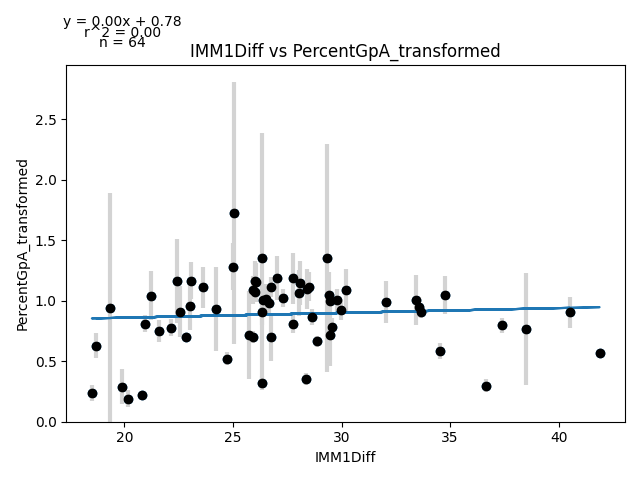 y = 0.00x + 0.78
r^2 = 0.00
n = 64
IMM1Diff vs PercentGpA_transformed
PercentGpA_transformed
2.5
2.0
1.5
1.0
0.5
0.0
20 25 30 35 40
IMM1Diff